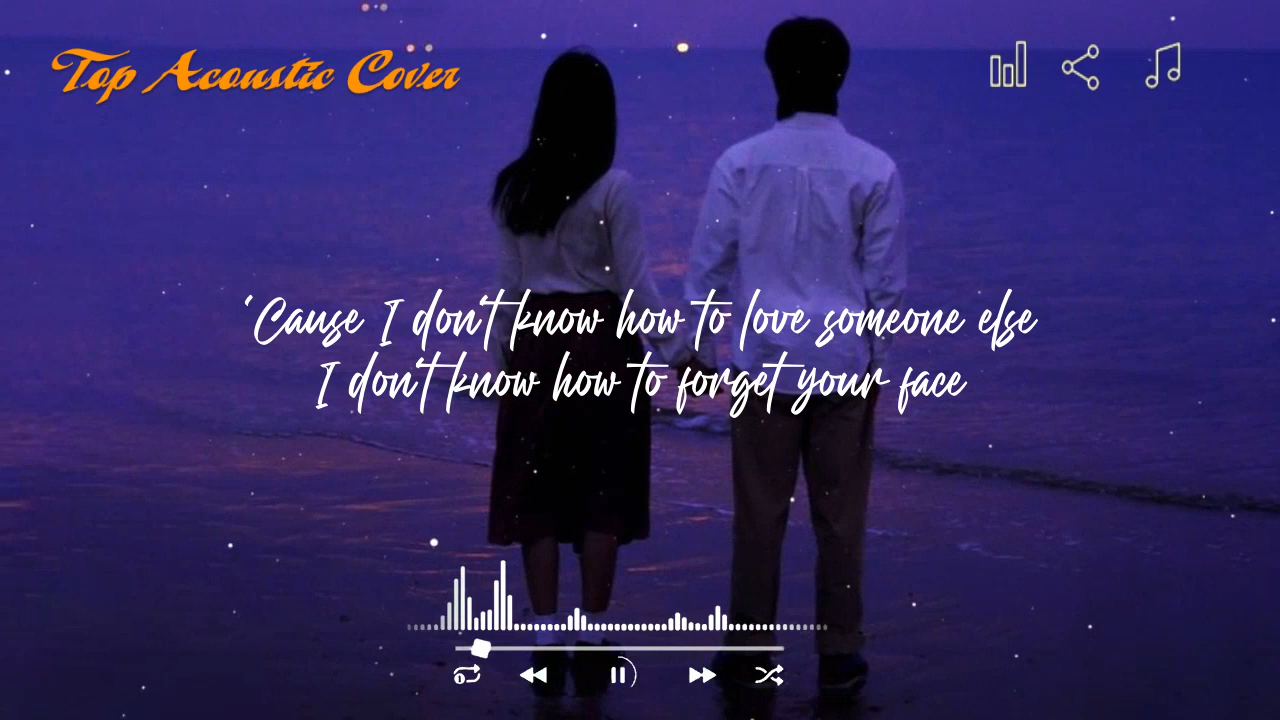 Top Acoustic Cover
'Cause I don't know how to love someone else
I don't know how to forget your face